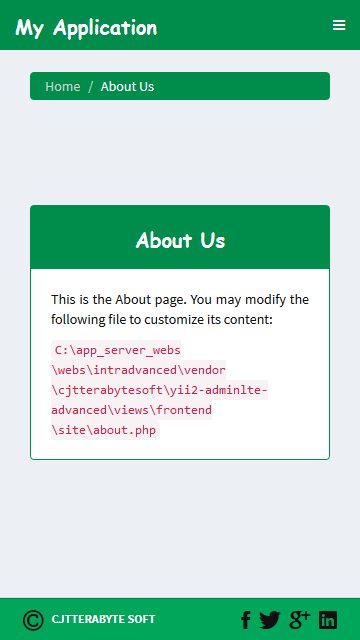 My Application
Home / About Us
About Us
This is the About page. You may modify the
following file to customize its content:
C:\app_server_webs
\webs\intradvanced\vendor
\cjtterabytesoft\yii2-adminlte-
advanced\views\frontend
\site\about.php
© CJTTERABYTE SOFT